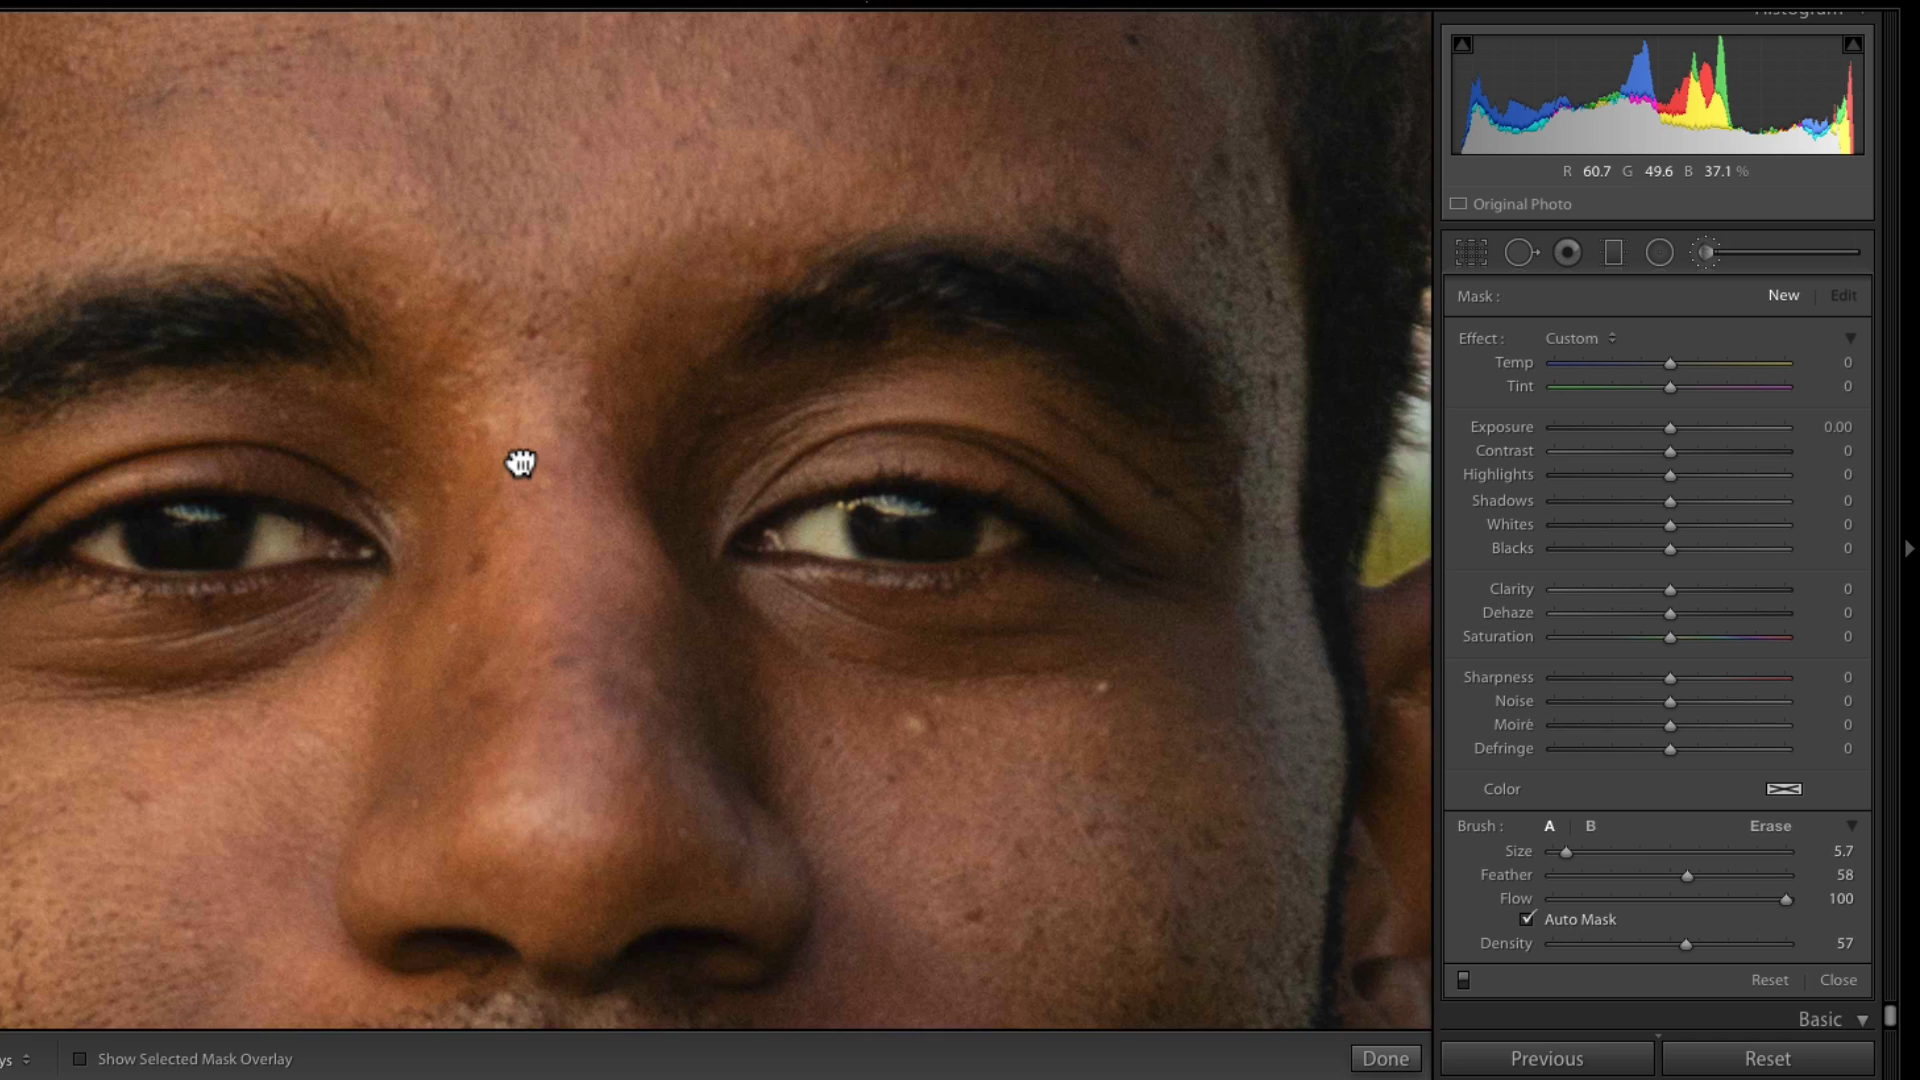 Histogram
R 60.7 G 49.6 B 37.1 %
Original Photo
Mask : New Edit
Effect : Custom
Temp 0
Tint 0
Exposure 0.00
Contrast 0
Highlights 0
Shadows 0
Whites 0
Blacks 0
Clarity 0
Dehaze 0
Saturation 0
Sharpness 0
Noise 0
Moiré 0
Defringe 0
Color
Brush : A B Erase
Size 5.7
Feather 58
Flow 100
Auto Mask
Density 57
Reset Close
Basic
ys Show Selected Mask Overlay Done Previous Reset